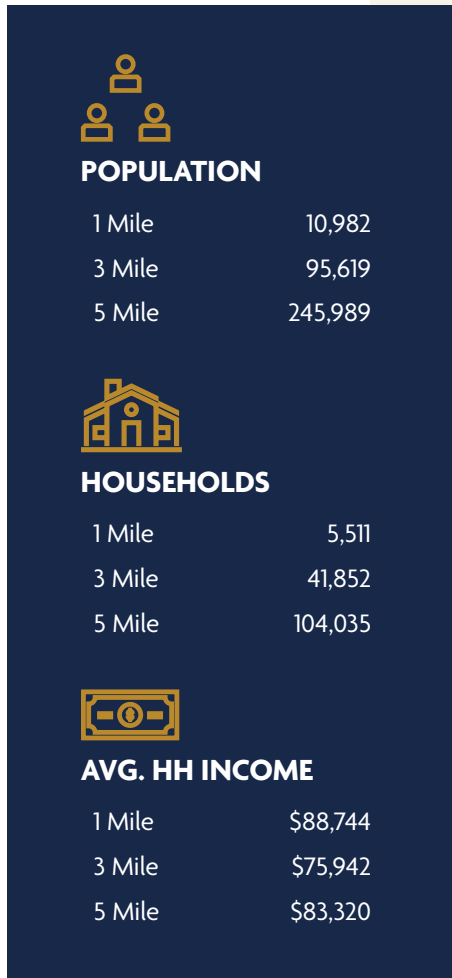 POPULATION
1 Mile 10,982
3 Mile 95,619
5 Mile 245,989
HOUSEHOLDS
1 Mile 5,511
3 Mile 41,852
5 Mile 104,035
AVG. HH INCOME
1 Mile $88,744
3 Mile $75,942
5 Mile $83,320